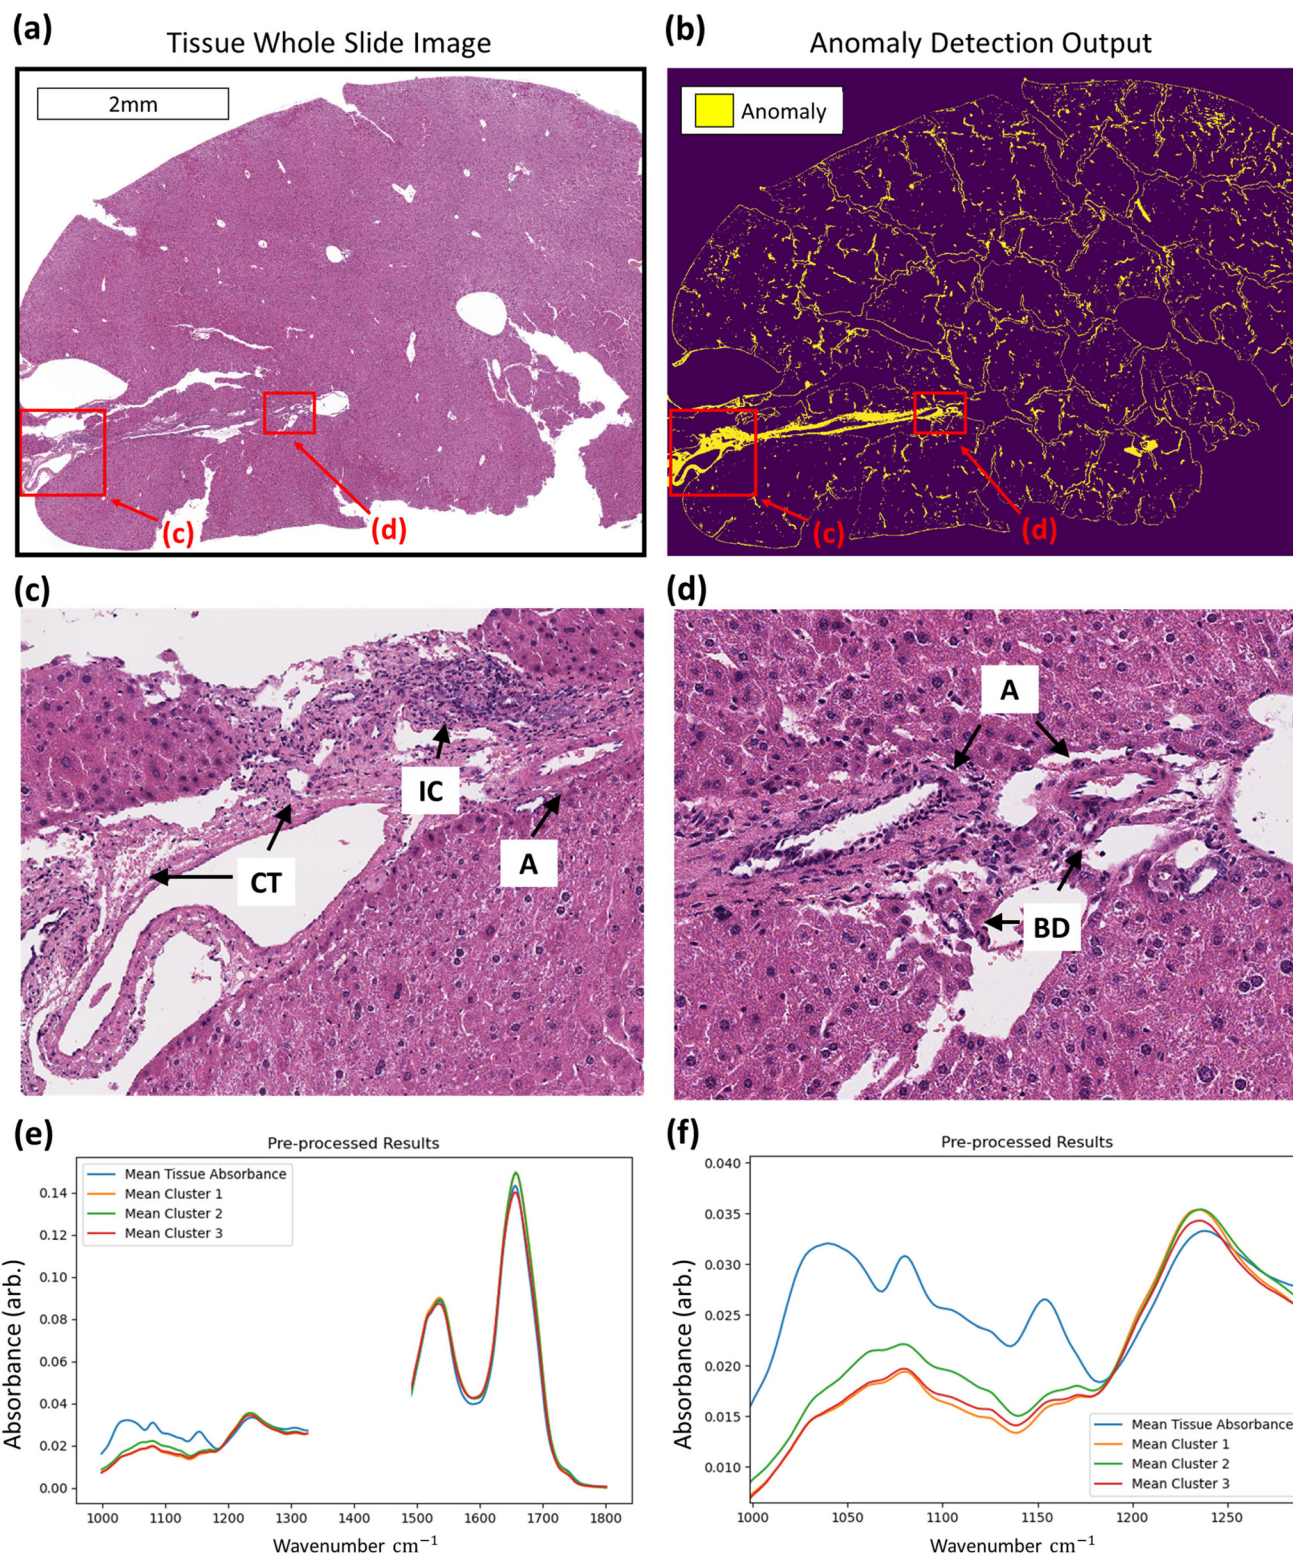 (a)
Tissue Whole Slide Image
2mm
(c)
(d)
(b)
Anomaly Detection Output
Anomaly
(c)
(d)
(c)
IC
A
CT
(d)
A
BD
(e)
Pre-processed Results
Mean Tissue Absorbance
Mean Cluster 1
Mean Cluster 2
Mean Cluster 3
Absorbance (arb.)
0.14
0.12
0.10
0.08
0.06
0.04
0.02
0.00
1000 1100 1200 1300 1400 1500 1600 1700 1800
Wavenumber cm⁻¹
(f)
Pre-processed Results
Absorbance (arb.)
0.040
0.035
0.030
0.025
0.020
0.015
0.010
Mean Tissue Absorbance
Mean Cluster 1
Mean Cluster 2
Mean Cluster 3
1000 1050 1100 1150 1200 1250
Wavenumber cm⁻¹